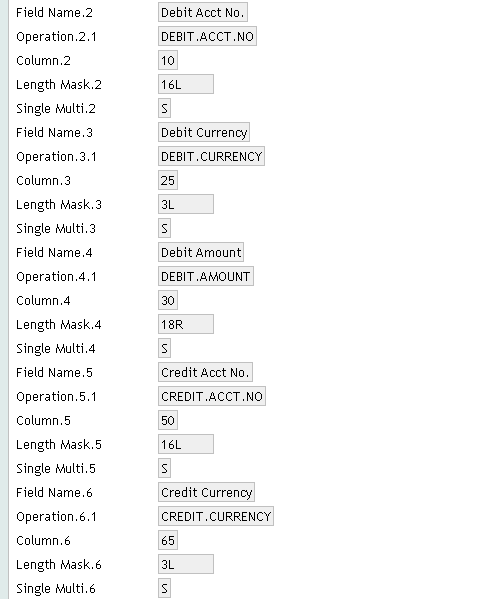 Field Name.2 Debit Acct No.
Operation.2.1 DEBIT.ACCT.NO
Column.2 10
Length Mask.2 16L
Single Multi.2 S
Field Name.3 Debit Currency
Operation.3.1 DEBIT.CURRENCY
Column.3 25
Length Mask.3 3L
Single Multi.3 S
Field Name.4 Debit Amount
Operation.4.1 DEBIT.AMOUNT
Column.4 30
Length Mask.4 18R
Single Multi.4 S
Field Name.5 Credit Acct No.
Operation.5.1 CREDIT.ACCT.NO
Column.5 50
Length Mask.5 16L
Single Multi.5 S
Field Name.6 Credit Currency
Operation.6.1 CREDIT.CURRENCY
Column.6 65
Length Mask.6 3L
Single Multi.6 S